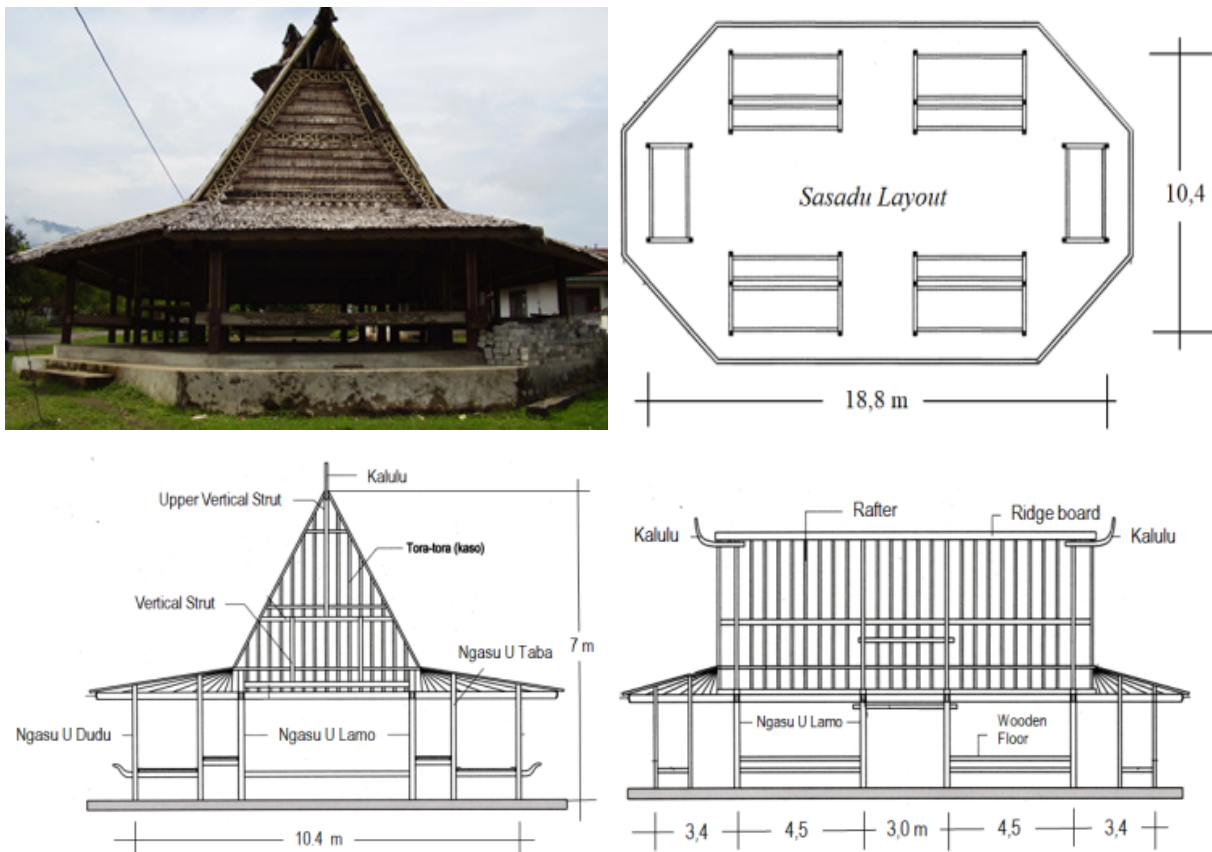 Sasadu Layout
10,4
18,8 m
Kalulu
Upper Vertical Strut
Tora-tora (kaso)
Vertical Strut
7 m
Ngasu U Taba
Ngasu U Dudu
Ngasu U Lamo
10.4 m
Rafter
Ridge board
Kalulu
Kalulu
Ngasu U Lamo
Wooden
Floor
3,4
4,5
3,0 m
4,5
3,4